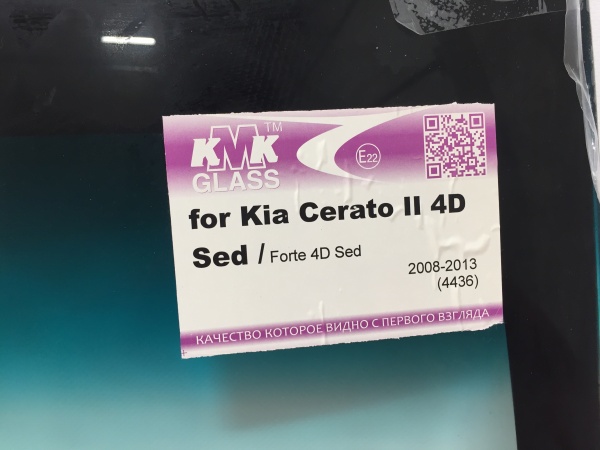 KMK™
GLASS
E22
for Kia Cerato II 4D
Sed / Forte 4D Sed
2008-2013
(4436)
КАЧЕСТВО КОТОРОЕ ВИДНО С ПЕРВОГО ВЗГЛЯДА